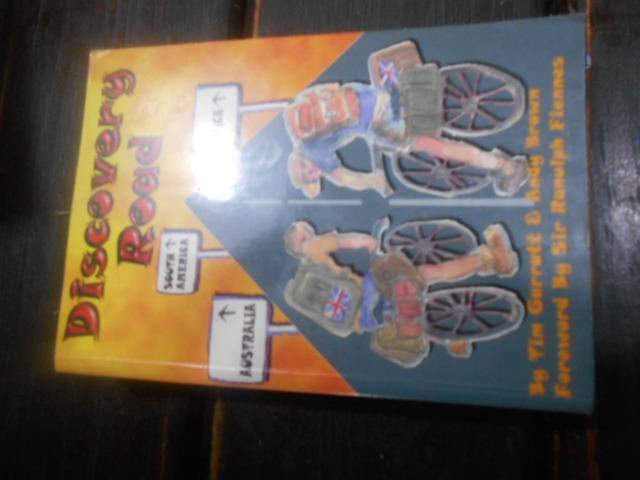 Discovery
Road
SOUTH
AMERICA
AUSTRALIA
By Tim Garratt & Andy Brown
Foreword By Sir Ranulph Fiennes